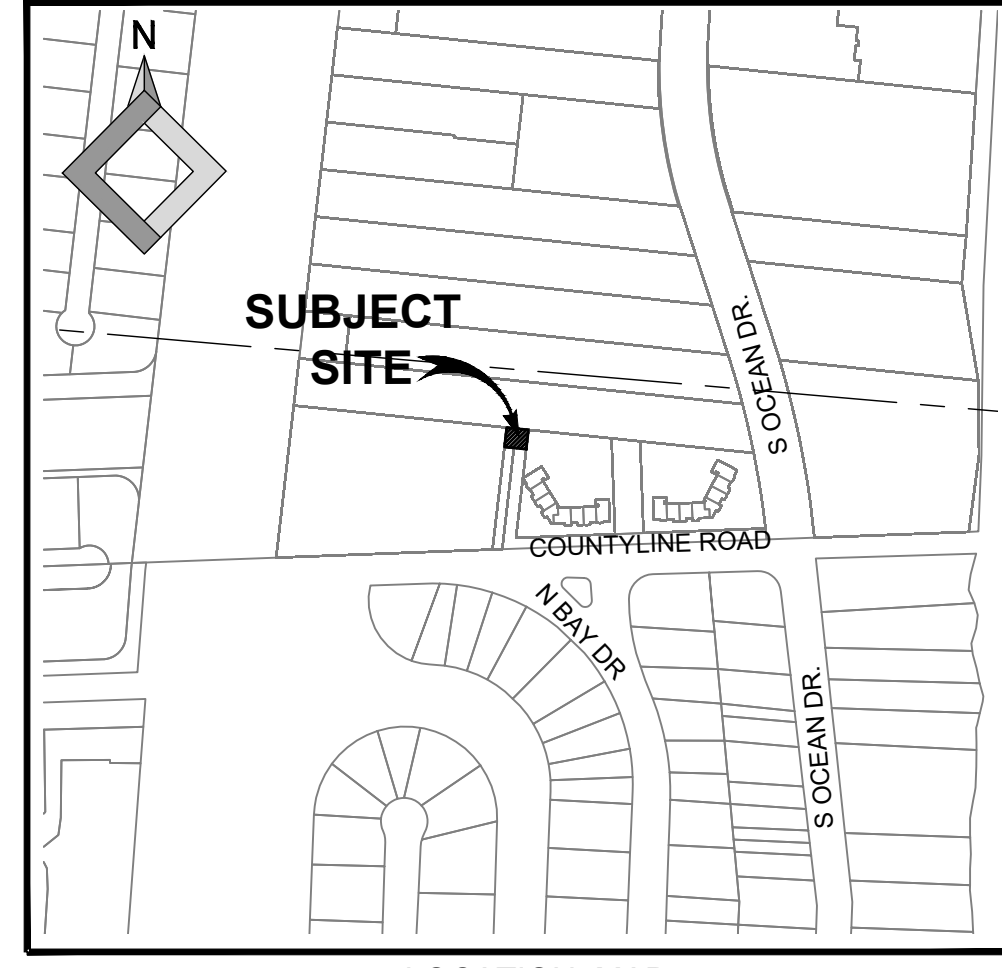 N
SUBJECT
SITE
S OCEAN DR.
COUNTYLINE ROAD
N BAY DR
S OCEAN DR.